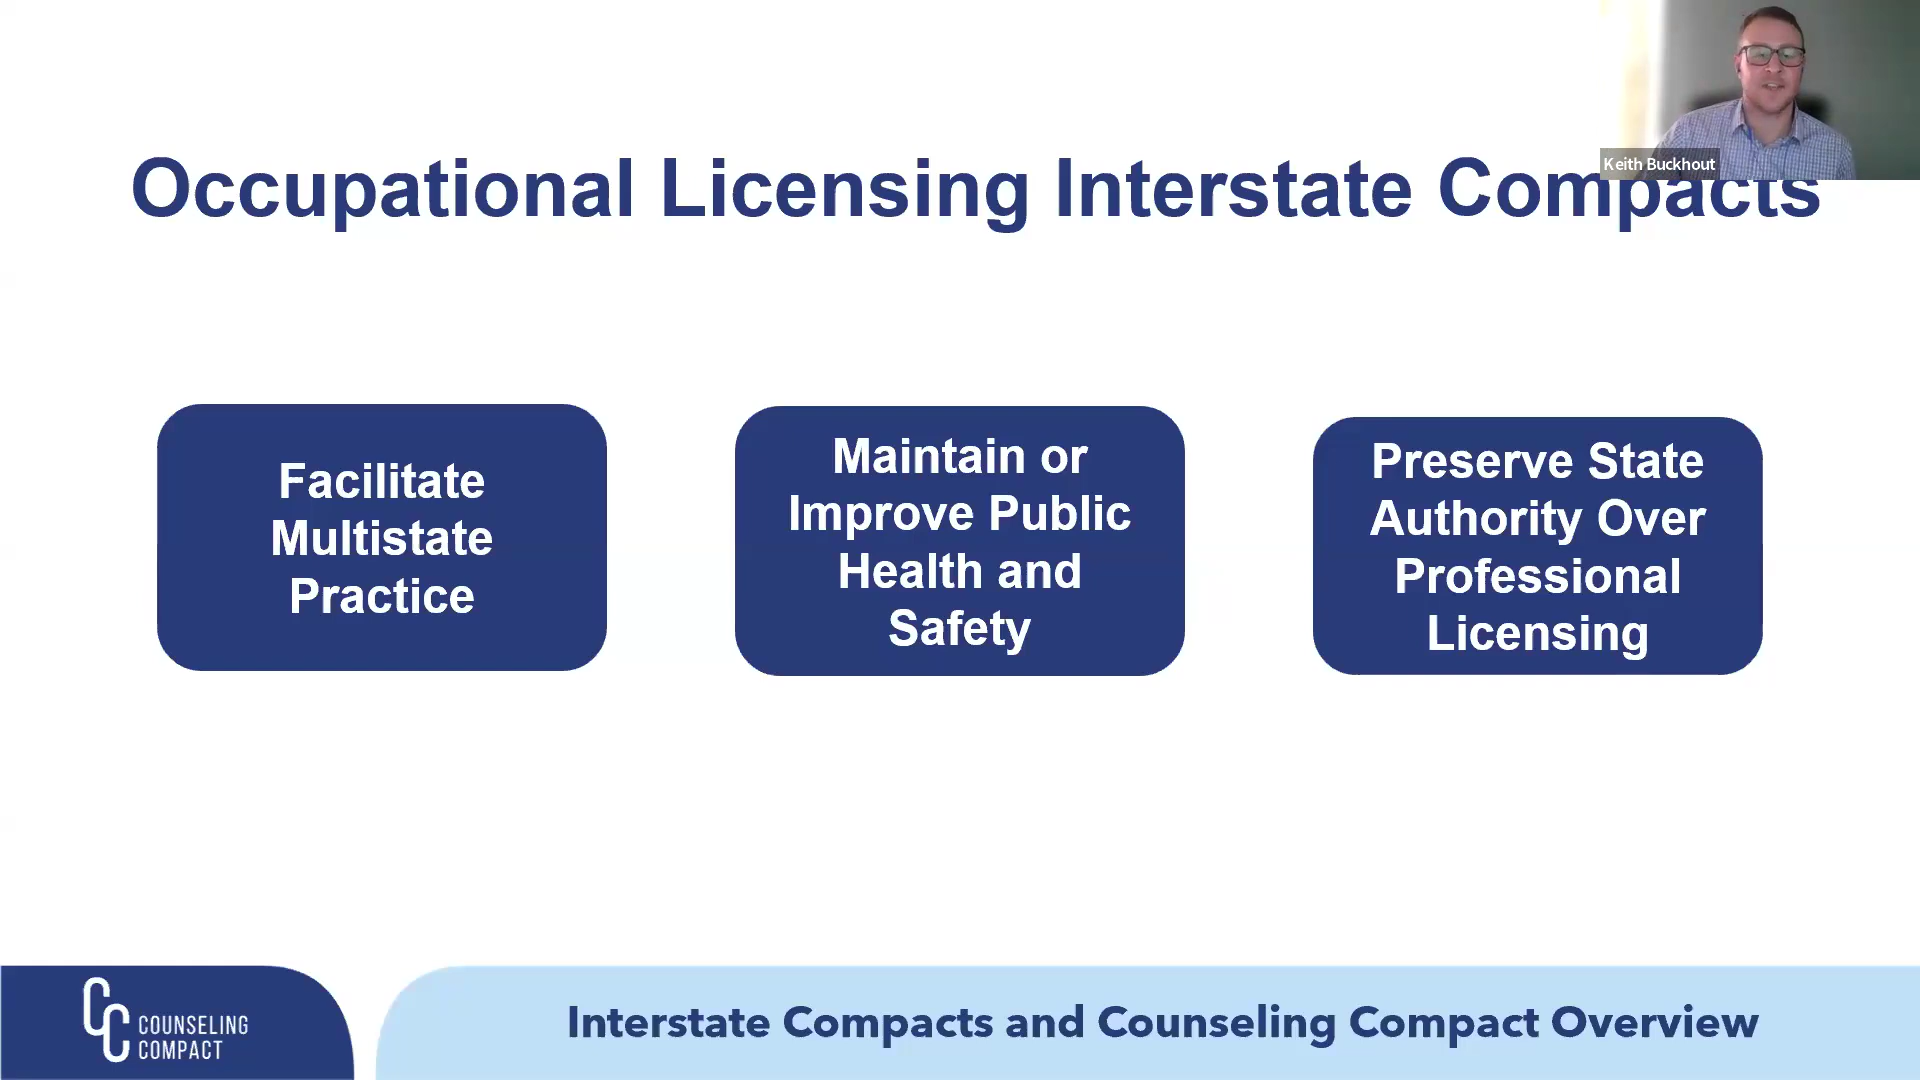 Keith Buckhout
Occupational Licensing Interstate Compacts
Facilitate
Multistate
Practice
Maintain or
Improve Public
Health and
Safety
Preserve State
Authority Over
Professional
Licensing
CC
COUNSELING
COMPACT
Interstate Compacts and Counseling Compact Overview